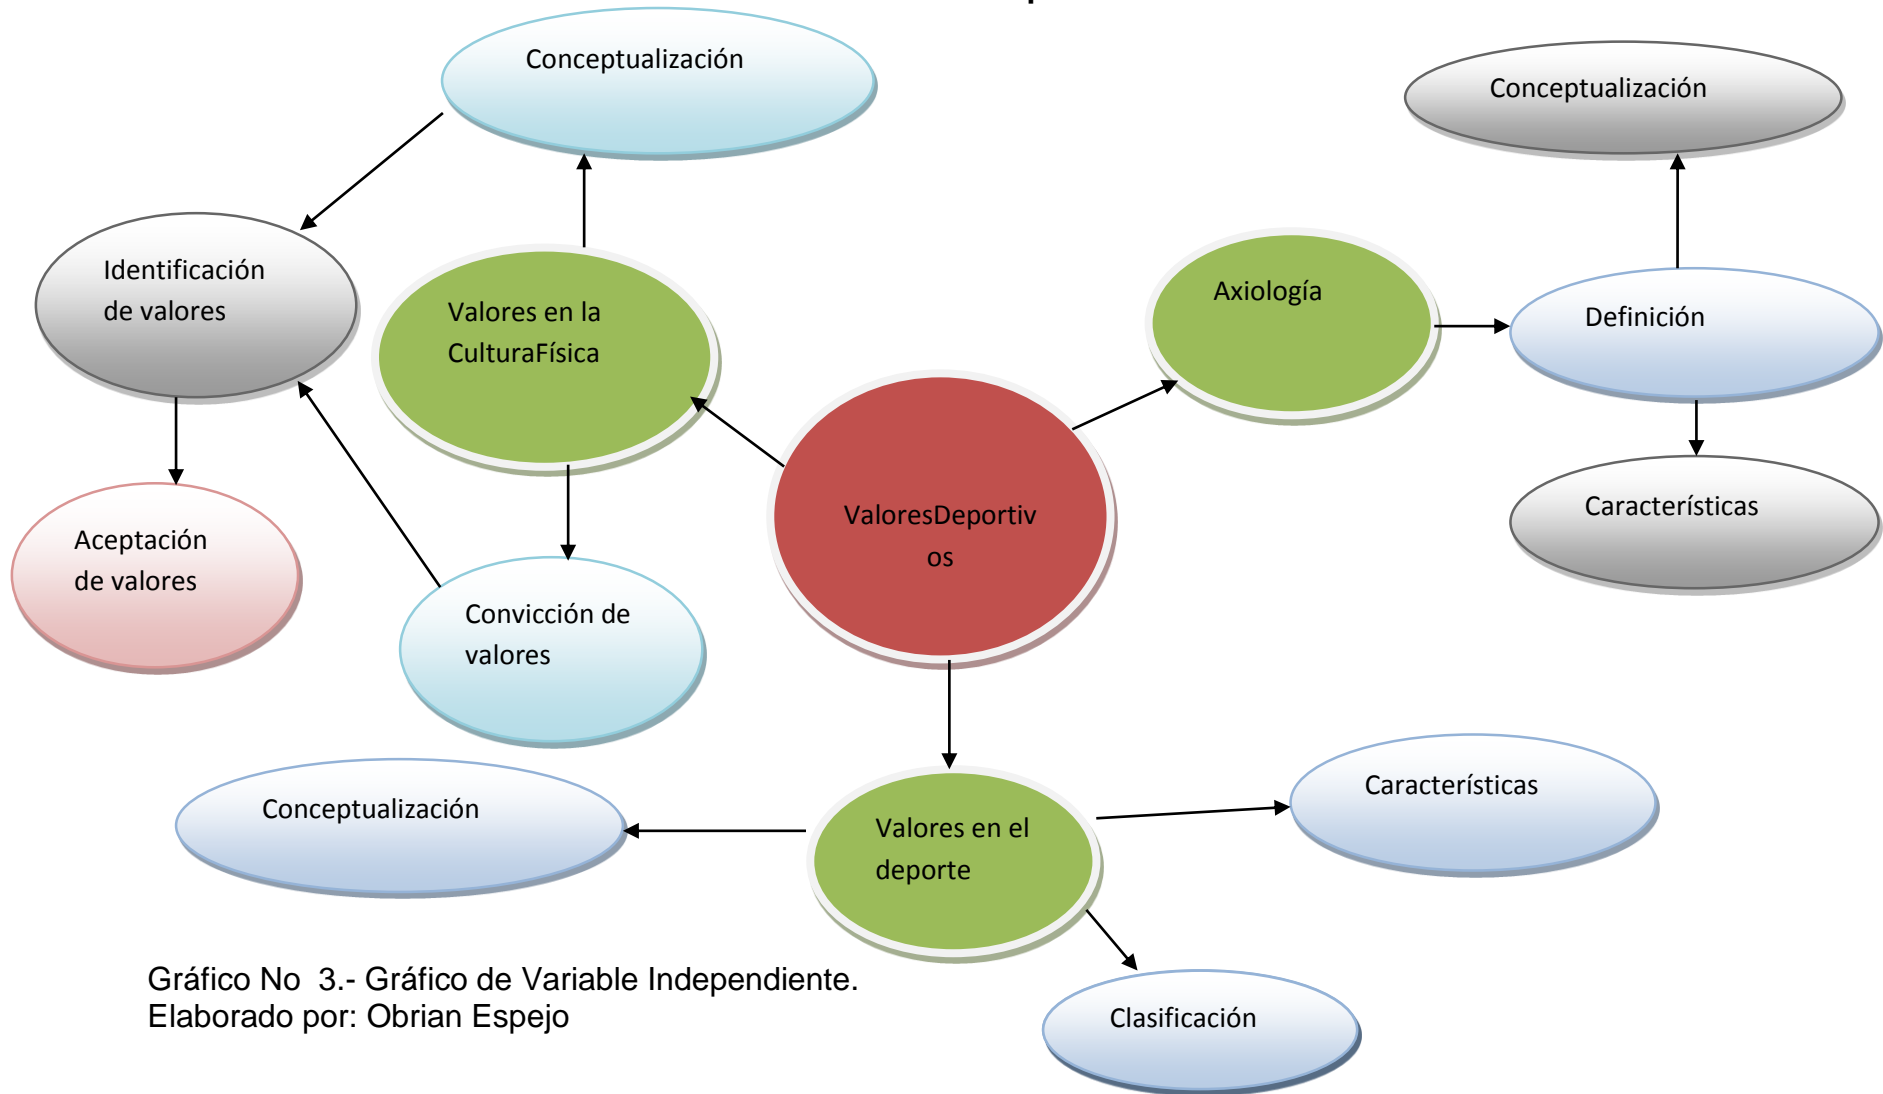 Conceptualización
Conceptualización
Identificación
de valores
Valores en la
CulturaFísica
Axiología
Definición
ValoresDeportiv
os
Características
Aceptación
de valores
Convicción de
valores
Conceptualización
Valores en el
deporte
Características
Clasificación
Gráfico No 3.- Gráfico de Variable Independiente.
Elaborado por: Obrian Espejo